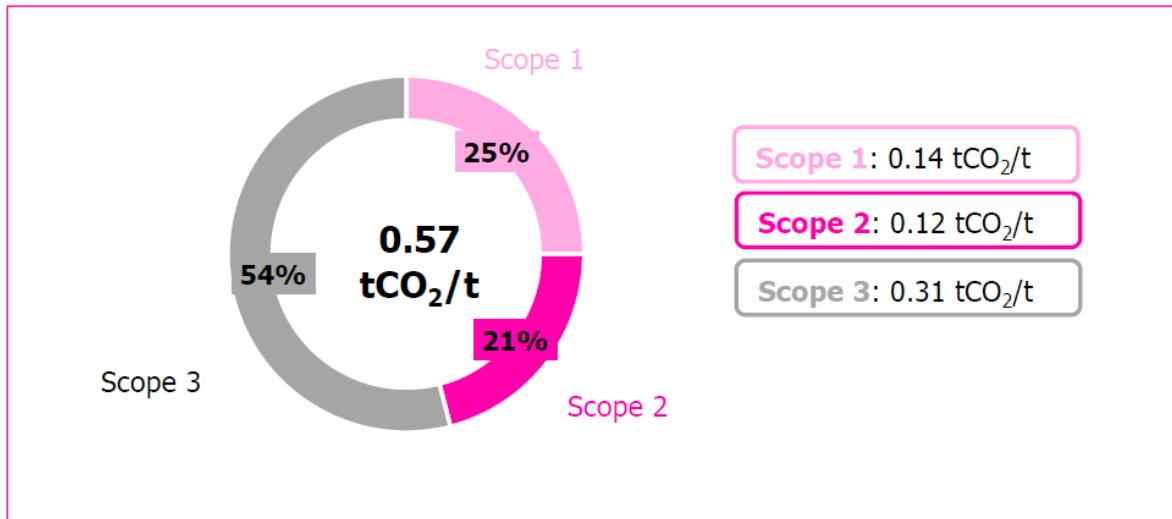 Scope 1
25%
0.57
tCO₂/t
54%
21%
Scope 3
Scope 2
Scope 1: 0.14 tCO₂/t
Scope 2: 0.12 tCO₂/t
Scope 3: 0.31 tCO₂/t